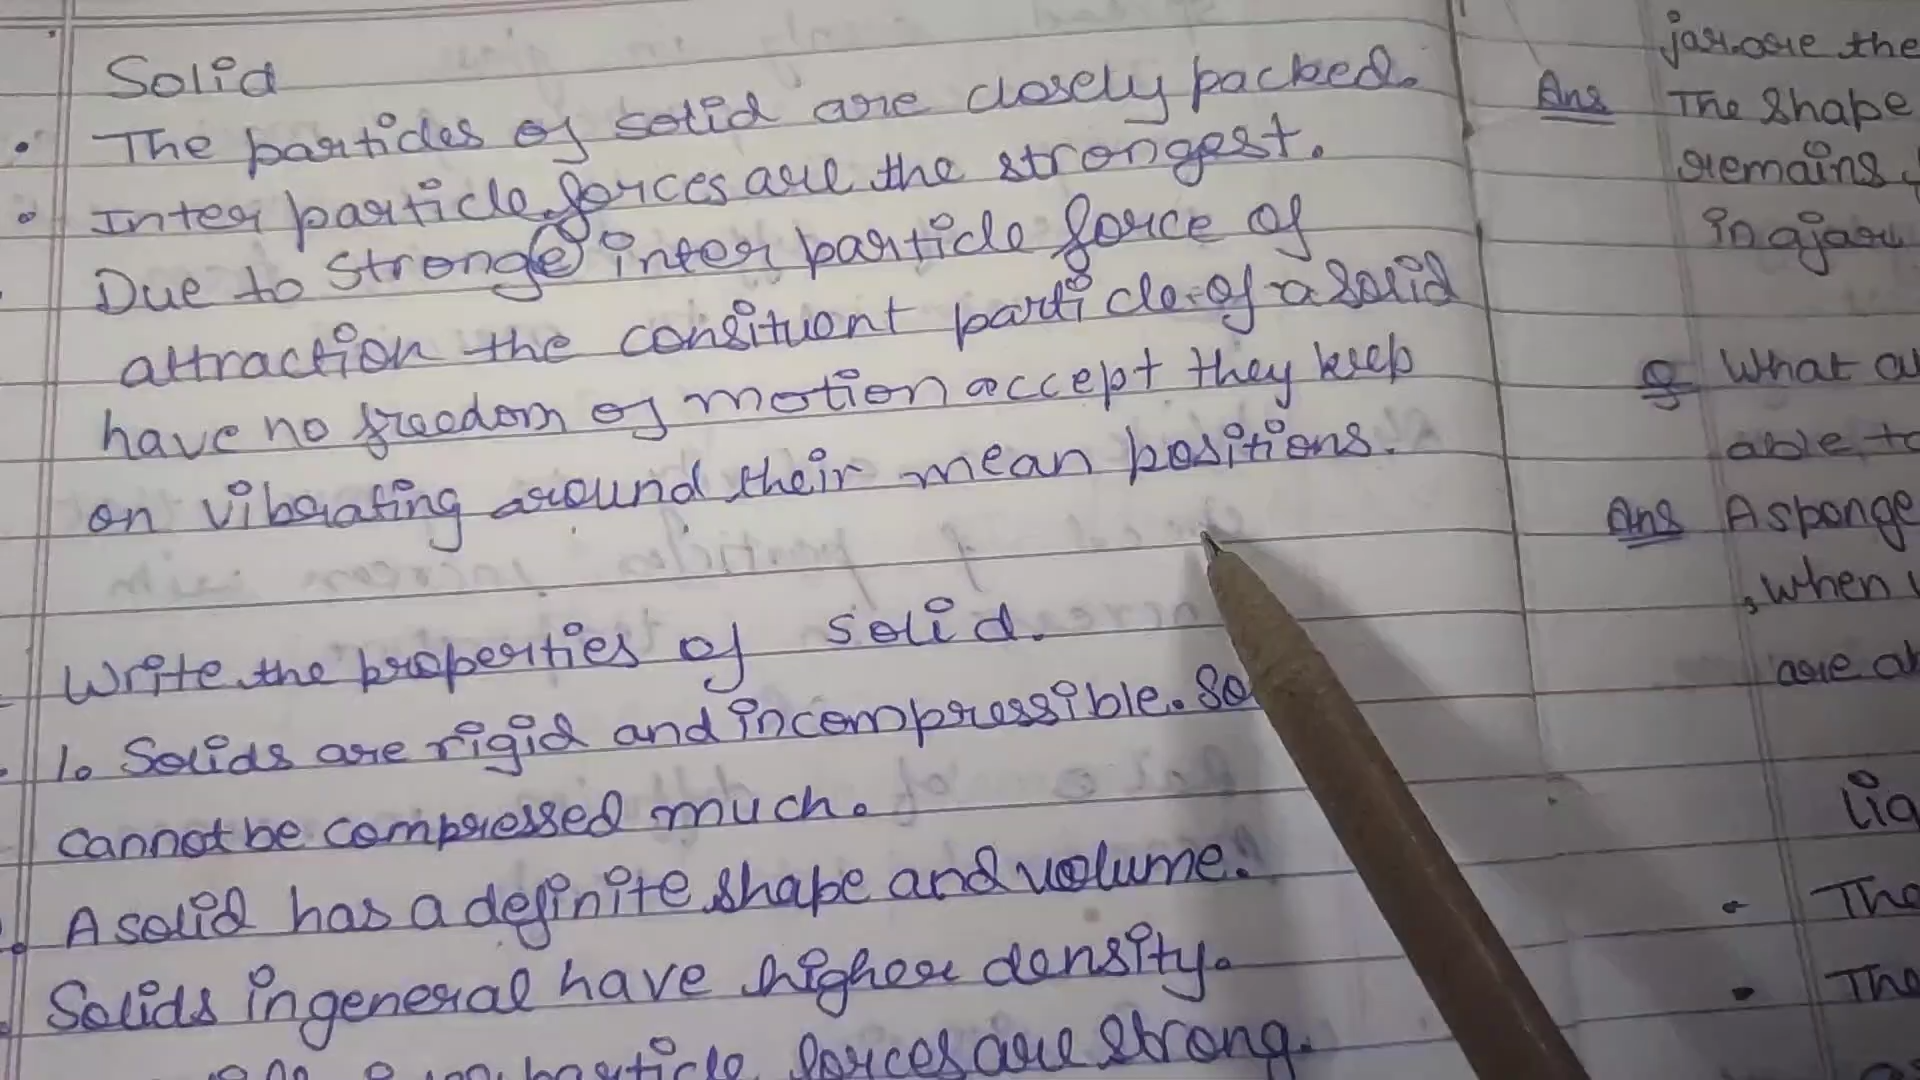 Solid
• The particles of solid are closely packed.
• Inter particle forces are the strongest.
Due to Stronge inter particle force of
attraction the consituont particle of a solid
have no freedom of motion accept they keep
on vibrating around their mean positions.
Write the properties of solid.
1. Solids are rigid and incompressible. So
cannot be compressed much.
A solid has a definite shape and volume.
Solids in general have higher density.
particle forces are strong.
jar are the
Ans The Shape
remains
in a jar
Q What a
able to
Ans A sponge
, when
are a
liq
- The
- The